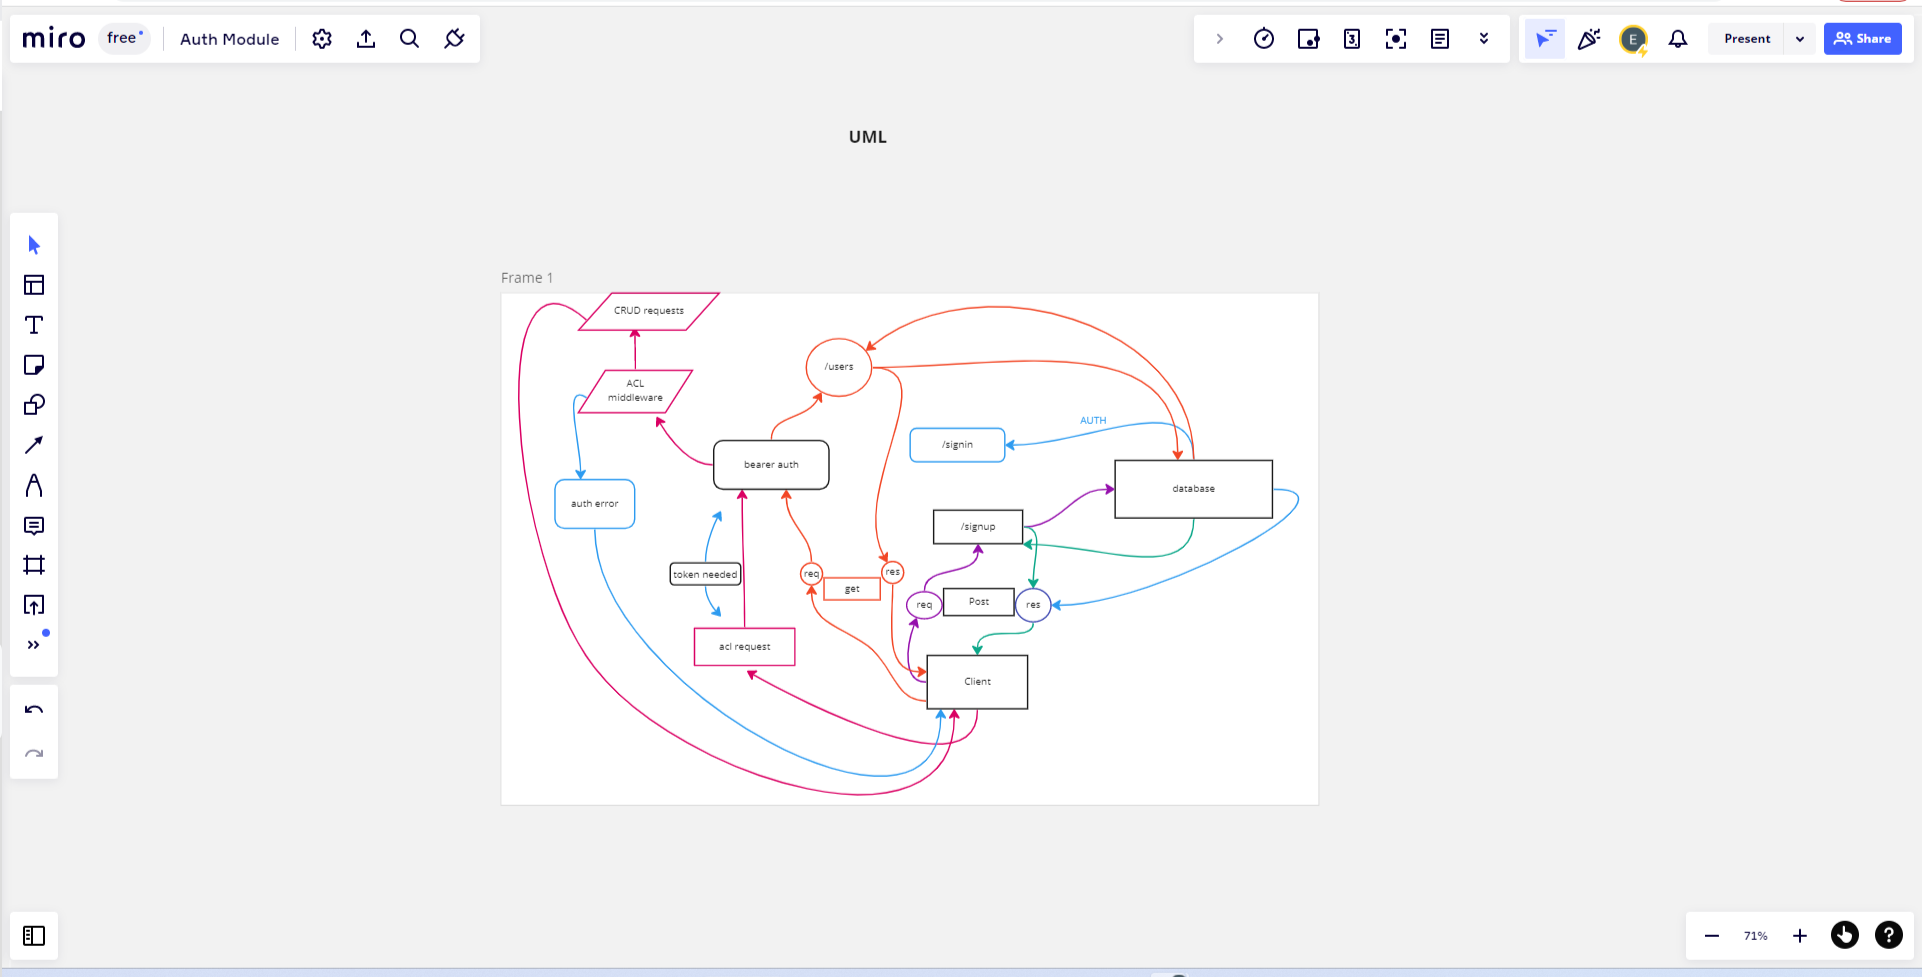 miro
free
Auth Module
3
E
Present
Share
UML
Frame 1
CRUD requests
/users
ACL
middleware
AUTH
/signin
bearer auth
database
auth error
/signup
token needed
req
res
get
req
Post
res
acl request
Client
71%
?